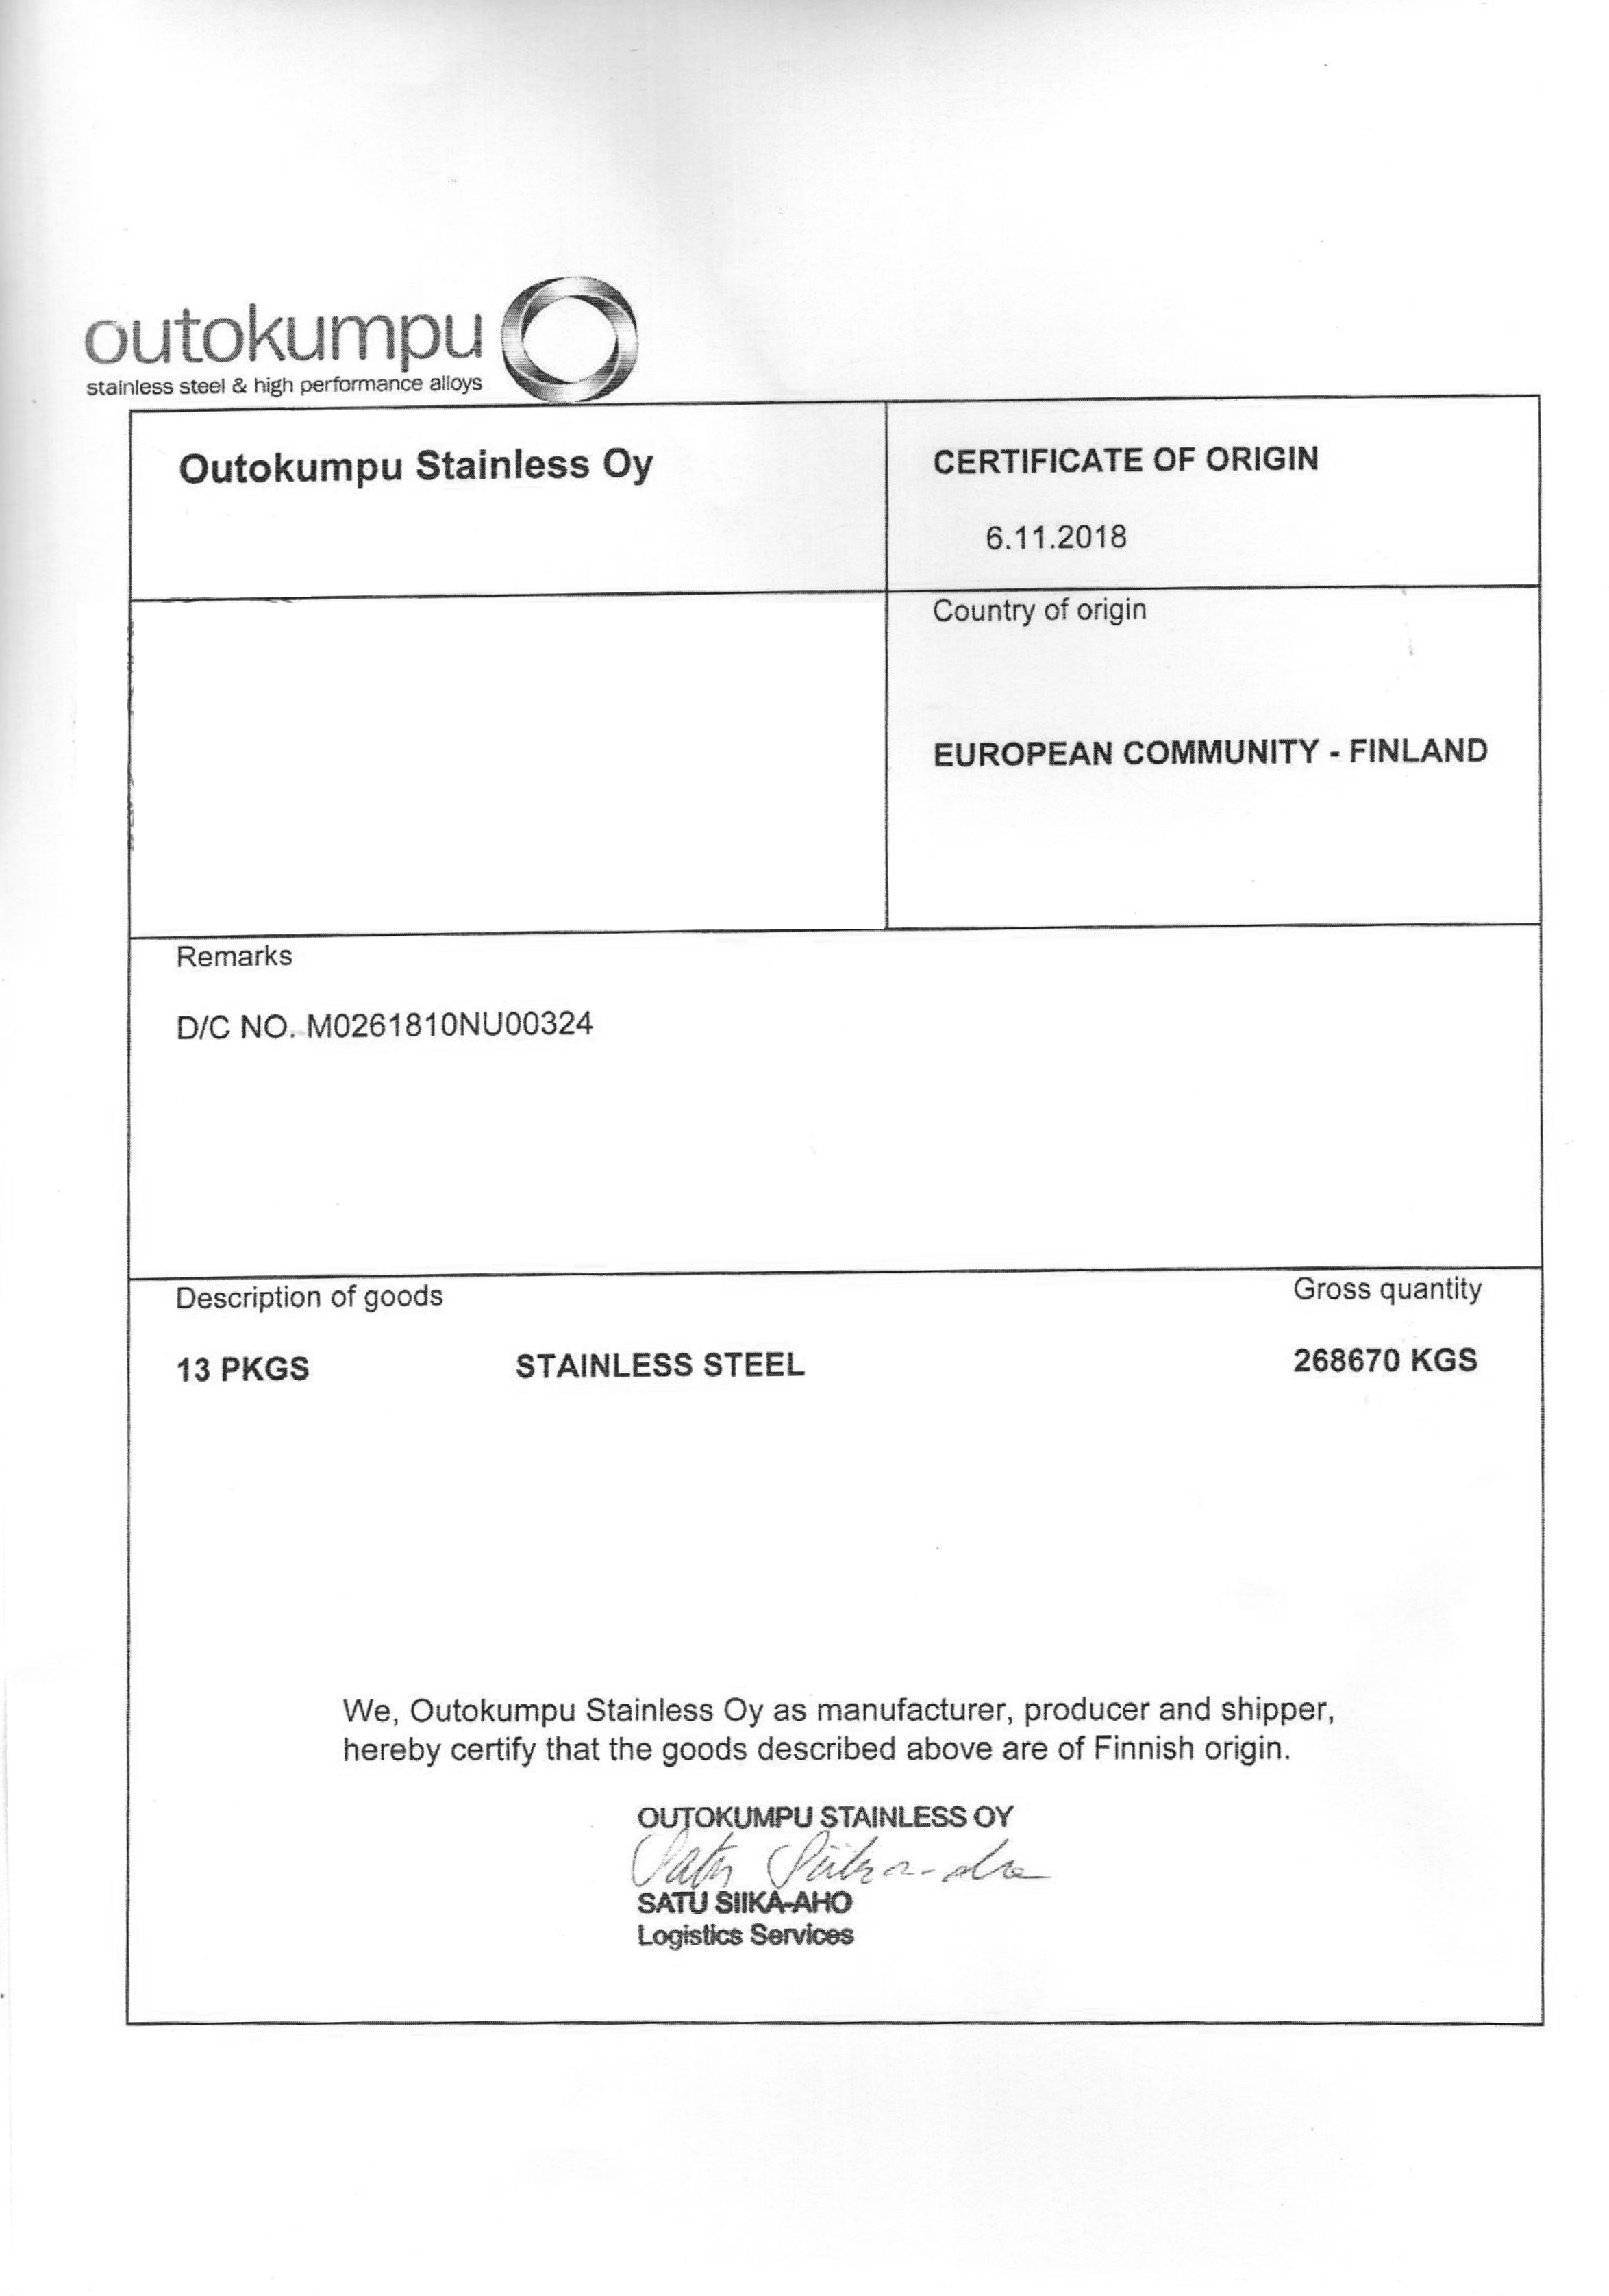 outokumpu
stainless steel & high performance alloys
Outokumpu Stainless Oy
CERTIFICATE OF ORIGIN
6.11.2018
Country of origin
EUROPEAN COMMUNITY - FINLAND
Remarks
D/C NO. M0261810NU00324
Description of goods
Gross quantity
13 PKGS STAINLESS STEEL 268670 KGS
We, Outokumpu Stainless Oy as manufacturer, producer and shipper,
hereby certify that the goods described above are of Finnish origin.
OUTOKUMPU STAINLESS OY
Satu Siika-aho
SATU SIIKA-AHO
Logistics Services